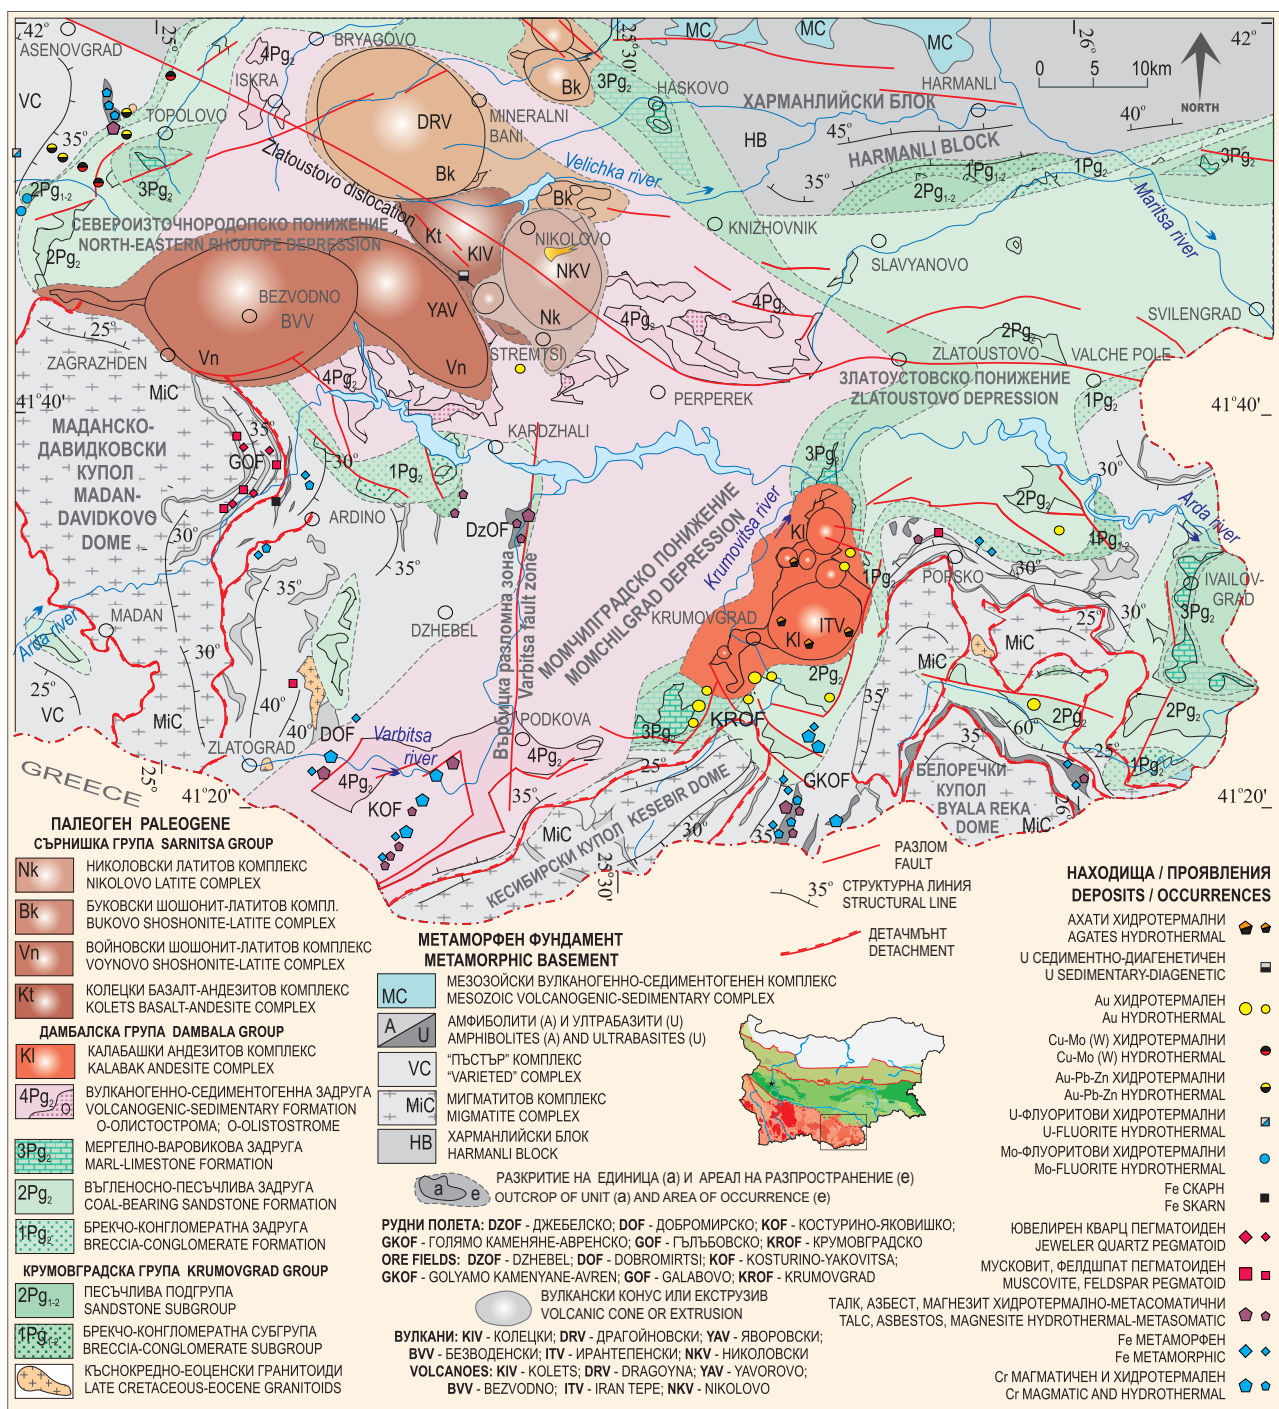 42°
25°
25°30'
26°
42°
ASENOVGRAD
BRYAGOVO
4Pg2
ISKRA
MC
MC
MC
0 5 10km
NORTH
VC
TOPOLOVO
35°
DRV
MINERALNI
BANI
Bk
Bk
3Pg2
HASKOVO
HARMANLI
ХАРМАНЛИЙСКИ БЛОК
HB
45°
40°
HARMANLI BLOCK
35°
1Pg1-2
2Pg1-2
1Pg2
3Pg2
2Pg1-2
3Pg2
Zlatoustovo dislocation
Velichka river
Maritsa river
СЕВЕРОИЗТОЧНОРОДОПСКО ПОНИЖЕНИЕ
NORTH-EASTERN RHODOPE DEPRESSION
2Pg2
Bk
Kt
KIV
NIKOLOVO
NKV
Nk
KNIZHOVNIK
SLAVYANOVO
BEZVODNO
BVV
YAV
Vn
Vn
4Pg2
4Pg2
SVILENGRAD
2Pg2
25°
ZAGRAZHDEN
MiC
STREMTSI
4Pg2
ZLATOUSTOVO
VALCHE POLE
ЗЛАТОУСТОВСКО ПОНИЖЕНИЕ
ZLATOUSTOVO DEPRESSION
PERPEREK
1Pg2
41°40'
41°40'
МАДАНСКО-
ДАВИДКОВСКИ
КУПОЛ
MADAN-
DAVIDKOVO
DOME
35°
GOF
30°
KARDZHALI
1Pg2
3Pg2
30°
2Pg2
ARDINO
30°
35°
35°
DzOF
Arda river
1Pg1-2
30°
PORSKO
1Pg2
KI
IVAILOV-
GRAD
3Pg2
МОМЧИЛГРАДСКО ПОНИЖЕНИЕ
MOMCHILGRAD DEPRESSION
Krumovitsa river
Върбишка разломна зона
Varbitsa fault zone
MADAN
Arda river
DZHEBEL
KRUMOVGRAD
KI
ITV
25°
30°
MiC
MiC
30°
25°
VC
MiC
40°
40°
DOF
2Pg2
35°
KROF
3Pg2
60°
2Pg2
2Pg2
35°
25°
1Pg2
ZLATOGRAD
Varbitsa
river
PODKOVA
4Pg2
4Pg2
KOF
35°
25°
GKOF
GREECE
25°
41°20'
41°20'
MiC
КЕСИБИРСКИ КУПОЛ KESEBIR DOME
30°
35°
25°30'
БЕЛОРЕЧКИ
КУПОЛ
BYALA REKA
DOME
MiC
26°
ПАЛЕОГЕН PALEOGENE
СЪРНИШКА ГРУПА SARNITSA GROUP
Nk НИКОЛОВСКИ ЛАТИТОВ КОМПЛЕКС
NIKOLOVO LATITE COMPLEX
Bk БУКОВСКИ ШОШОНИТ-ЛАТИТОВ КОМПЛ.
BUKOVO SHOSHONITE-LATITE COMPLEX
Vn ВОЙНОВСКИ ШОШОНИТ-ЛАТИТОВ КОМПЛЕКС
VOYNOVO SHOSHONITE-LATITE COMPLEX
Kt КОЛЕЦКИ БАЗАЛТ-АНДЕЗИТОВ КОМПЛЕКС
KOLETS BASALT-ANDESITE COMPLEX
ДАМБАЛСКА ГРУПА DAMBALA GROUP
KI КАЛАБАШКИ АНДЕЗИТОВ КОМПЛЕКС
KALABAK ANDESITE COMPLEX
4Pg2 O ВУЛКАНОГЕННО-СЕДИМЕНТОГЕННА ЗАДРУГА
VOLCANOGENIC-SEDIMENTARY FORMATION
О-ОЛИСТОСТРОМА; O-OLISTOSTROME
3Pg2 МЕРГЕЛНО-ВАРОВИКОВА ЗАДРУГА
MARL-LIMESTONE FORMATION
2Pg2 ВЪГЛЕНОСНО-ПЕСЪЧЛИВА ЗАДРУГА
COAL-BEARING SANDSTONE FORMATION
1Pg2 БРЕКЧО-КОНГЛОМЕРАТНА ЗАДРУГА
BRECCIA-CONGLOMERATE FORMATION
КРУМОВГРАДСКА ГРУПА KRUMOVGRAD GROUP
2Pg1-2 ПЕСЪЧЛИВА ПОДГРУПА
SANDSTONE SUBGROUP
1Pg1-2 БРЕКЧО-КОНГЛОМЕРАТНА СУБГРУПА
BRECCIA-CONGLOMERATE SUBGROUP
КЪСНОКРЕДНО-ЕОЦЕНСКИ ГРАНИТОИДИ
LATE CRETACEOUS-EOCENE GRANITOIDS
РАЗЛОМ
FAULT
35° СТРУКТУРНА ЛИНИЯ
STRUCTURAL LINE
ДЕТАЧМЪНТ
DETACHMENT
МЕТАМОРФЕН ФУНДАМЕНТ
METAMORPHIC BASEMENT
MC МЕЗОЗОЙСКИ ВУЛКАНОГЕННО-СЕДИМЕНТОГЕНЕН КОМПЛЕКС
MESOZOIC VOLCANOGENIC-SEDIMENTARY COMPLEX
A U АМФИБОЛИТИ (A) И УЛТРАБАЗИТИ (U)
AMPHIBOLITES (A) AND ULTRABASITES (U)
VC "ПЪСТЪР" КОМПЛЕКС
"VARIETED" COMPLEX
MiC МИГМАТИТОВ КОМПЛЕКС
MIGMATITE COMPLEX
HB ХАРМАНЛИЙСКИ БЛОК
HARMANLI BLOCK
a e РАЗКРИТИЕ НА ЕДИНИЦА (a) И АРЕАЛ НА РАЗПРОСТРАНЕНИЕ (e)
OUTCROP OF UNIT (a) AND AREA OF OCCURRENCE (e)
РУДНИ ПОЛЕТА: DZOF - ДЖЕБЕЛСКО; DOF - ДОБРОМИРСКО; KOF - КОСТУРИНО-ЯКОВИШКО;
GKOF - ГОЛЯМО КАМЕНЯНЕ-АВРЕНСКО; GOF - ГЪЛЪБОВСКО; KROF - КРУМОВГРАДСКО
ORE FIELDS: DZOF - DZHEBEL; DOF - DOBROMIRTSI; KOF - KOSTURINO-YAKOVITSA;
GKOF - GOLYAMO KAMENYANE-AVREN; GOF - GALABOVO; KROF - KRUMOVGRAD
ВУЛКАНСКИ КОНУС ИЛИ ЕКСТРУЗИВ
VOLCANIC CONE OR EXTRUSION
ВУЛКАНИ: KIV - КОЛЕЦКИ; DRV - ДРАГОЙНОВСКИ; YAV - ЯВОРОВСКИ;
BVV - БЕЗВОДЕНСКИ; ITV - ИРАНТЕПЕНСКИ; NKV - НИКОЛОВСКИ
VOLCANOES: KIV - KOLETS; DRV - DRAGOYNA; YAV - YAVOROVO;
BVV - BEZVODNO; ITV - IRAN TEPE; NKV - NIKOLOVO
НАХОДИЩА / ПРОЯВЛЕНИЯ
DEPOSITS / OCCURRENCES
АХАТИ ХИДРОТЕРМАЛНИ
AGATES HYDROTHERMAL
U СЕДИМЕНТНО-ДИАГЕНЕТИЧЕН
U SEDIMENTARY-DIAGENETIC
Au ХИДРОТЕРМАЛЕН
Au HYDROTHERMAL
Cu-Mo (W) ХИДРОТЕРМАЛНИ
Cu-Mo (W) HYDROTHERMAL
Au-Pb-Zn ХИДРОТЕРМАЛНИ
Au-Pb-Zn HYDROTHERMAL
U-ФЛУОРИТОВИ ХИДРОТЕРМАЛНИ
U-FLUORITE HYDROTHERMAL
Mo-ФЛУОРИТОВИ ХИДРОТЕРМАЛНИ
Mo-FLUORITE HYDROTHERMAL
Fe СКАРН
Fe SKARN
ЮВЕЛИРЕН КВАРЦ ПЕГМАТОИДЕН
JEWELER QUARTZ PEGMATOID
МУСКОВИТ, ФЕЛДШПАТ ПЕГМАТОИДЕН
MUSCOVITE, FELDSPAR PEGMATOID
ТАЛК, АЗБЕСТ, МАГНЕЗИТ ХИДРОТЕРМАЛНО-МЕТАСОМАТИЧНИ
TALC, ASBESTOS, MAGNESITE HYDROTHERMAL-METASOMATIC
Fe МЕТАМОРФЕН
Fe METAMORPHIC
Cr МАГМАТИЧЕН И ХИДРОТЕРМАЛЕН
Cr MAGMATIC AND HYDROTHERMAL